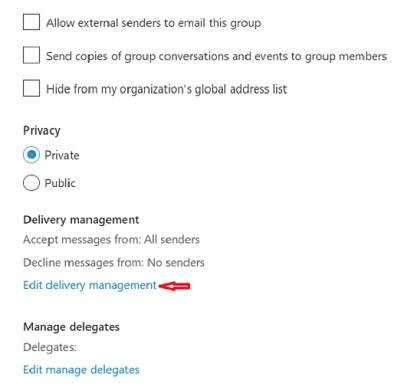 Allow external senders to email this group
Send copies of group conversations and events to group members
Hide from my organization's global address list
Privacy
Private
Public
Delivery management
Accept messages from: All senders
Decline messages from: No senders
Edit delivery management
Manage delegates
Delegates:
Edit manage delegates